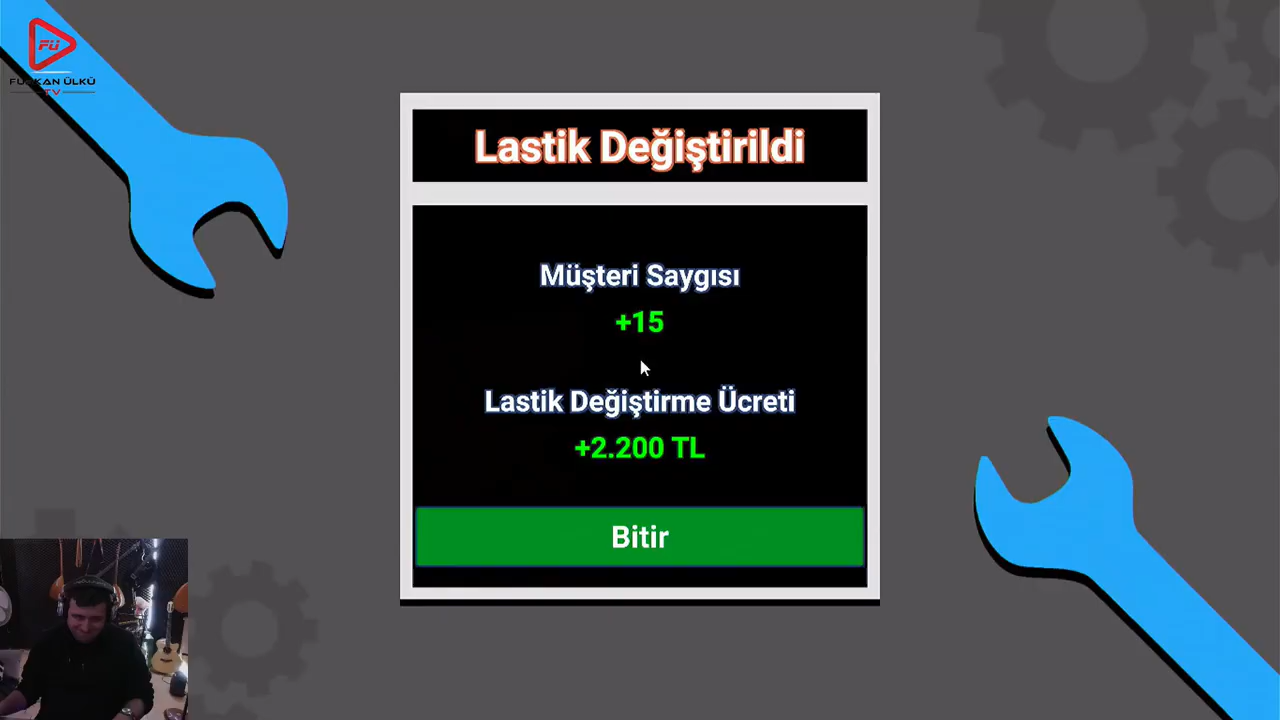 FÜ
FURKAN ÜLKÜ
TV
Lastik Değiştirildi
Müşteri Saygısı
+15
Lastik Değiştirme Ücreti
+2.200 TL
Bitir